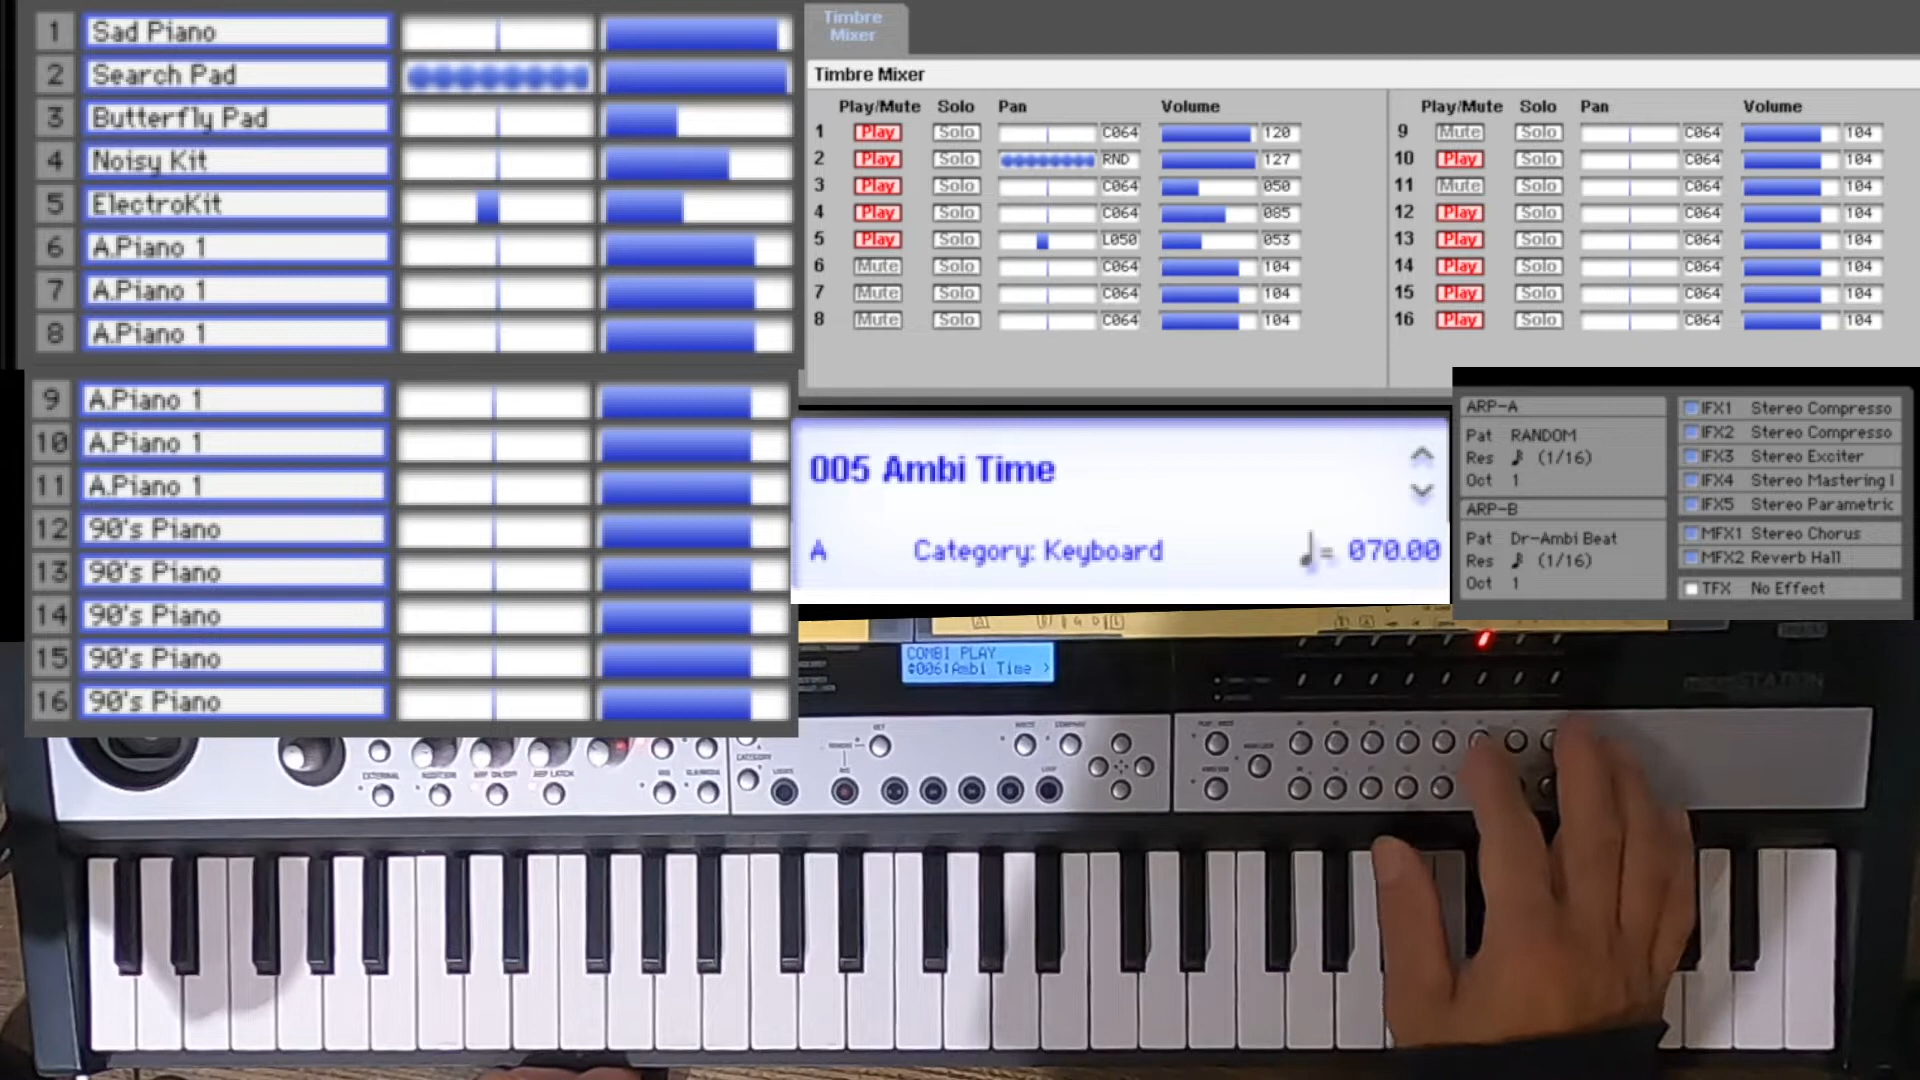 1 Sad Piano
2 Search Pad
3 Butterfly Pad
4 Noisy Kit
5 ElectroKit
6 A.Piano 1
7 A.Piano 1
8 A.Piano 1
9 A.Piano 1
10 A.Piano 1
11 A.Piano 1
12 90's Piano
13 90's Piano
14 90's Piano
15 90's Piano
16 90's Piano
Timbre
Mixer
Timbre Mixer
Play/Mute Solo Pan Volume
1 Play Solo C064 120
2 Play Solo RND 127
3 Play Solo C064 050
4 Play Solo C064 085
5 Play Solo L050 053
6 Mute Solo C064 104
7 Mute Solo C064 104
8 Mute Solo C064 104
Play/Mute Solo Pan Volume
9 Mute Solo C064 104
10 Play Solo C064 104
11 Mute Solo C064 104
12 Play Solo C064 104
13 Play Solo C064 104
14 Play Solo C064 104
15 Play Solo C064 104
16 Play Solo C064 104
005 Ambi Time
A Category: Keyboard ♩= 070.00
ARP-A
Pat RANDOM
Res (1/16)
Oct 1
ARP-B
Pat Dr-Ambi Beat
Res (1/16)
Oct 1
IFX1 Stereo Compresso
IFX2 Stereo Compresso
IFX3 Stereo Exciter
IFX4 Stereo Mastering l
IFX5 Stereo Parametric
MFX1 Stereo Chorus
MFX2 Reverb Hall
TFX No Effect
COMBI PLAY
006:Ambi Time >
EXTERNAL
AUDITION
ARP ON/OFF
ARP LATCH
CATEGORY
LOOP